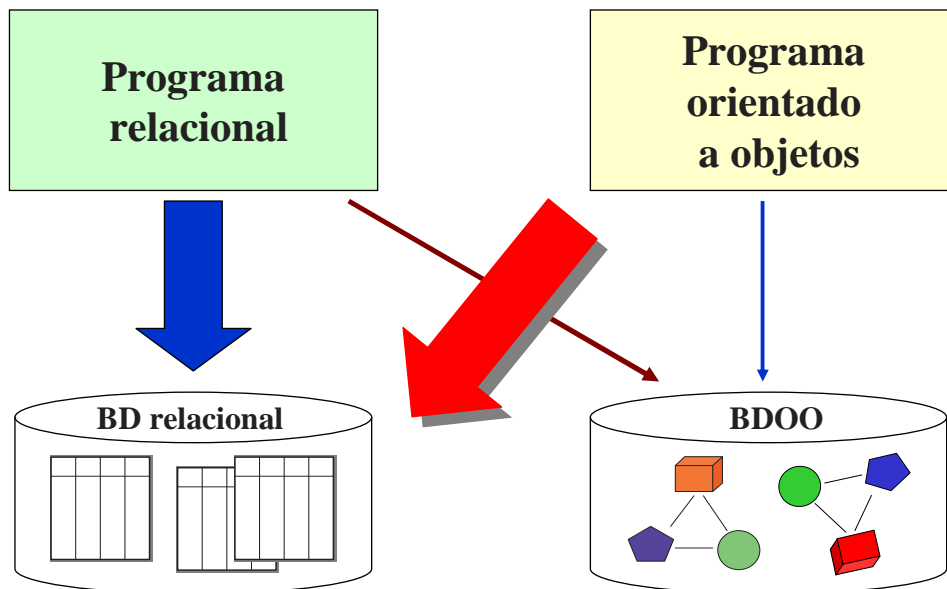 Programa
relacional
Programa
orientado
a objetos
BD relacional
BDOO